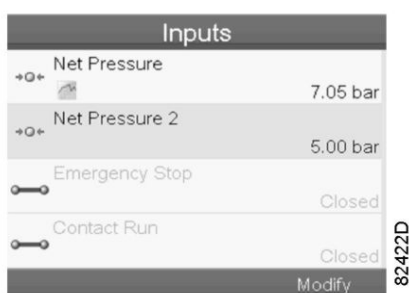 Inputs
Net Pressure
7.05 bar
Net Pressure 2
5.00 bar
Emergency Stop
Closed
Contact Run
Closed
Modify
82422D